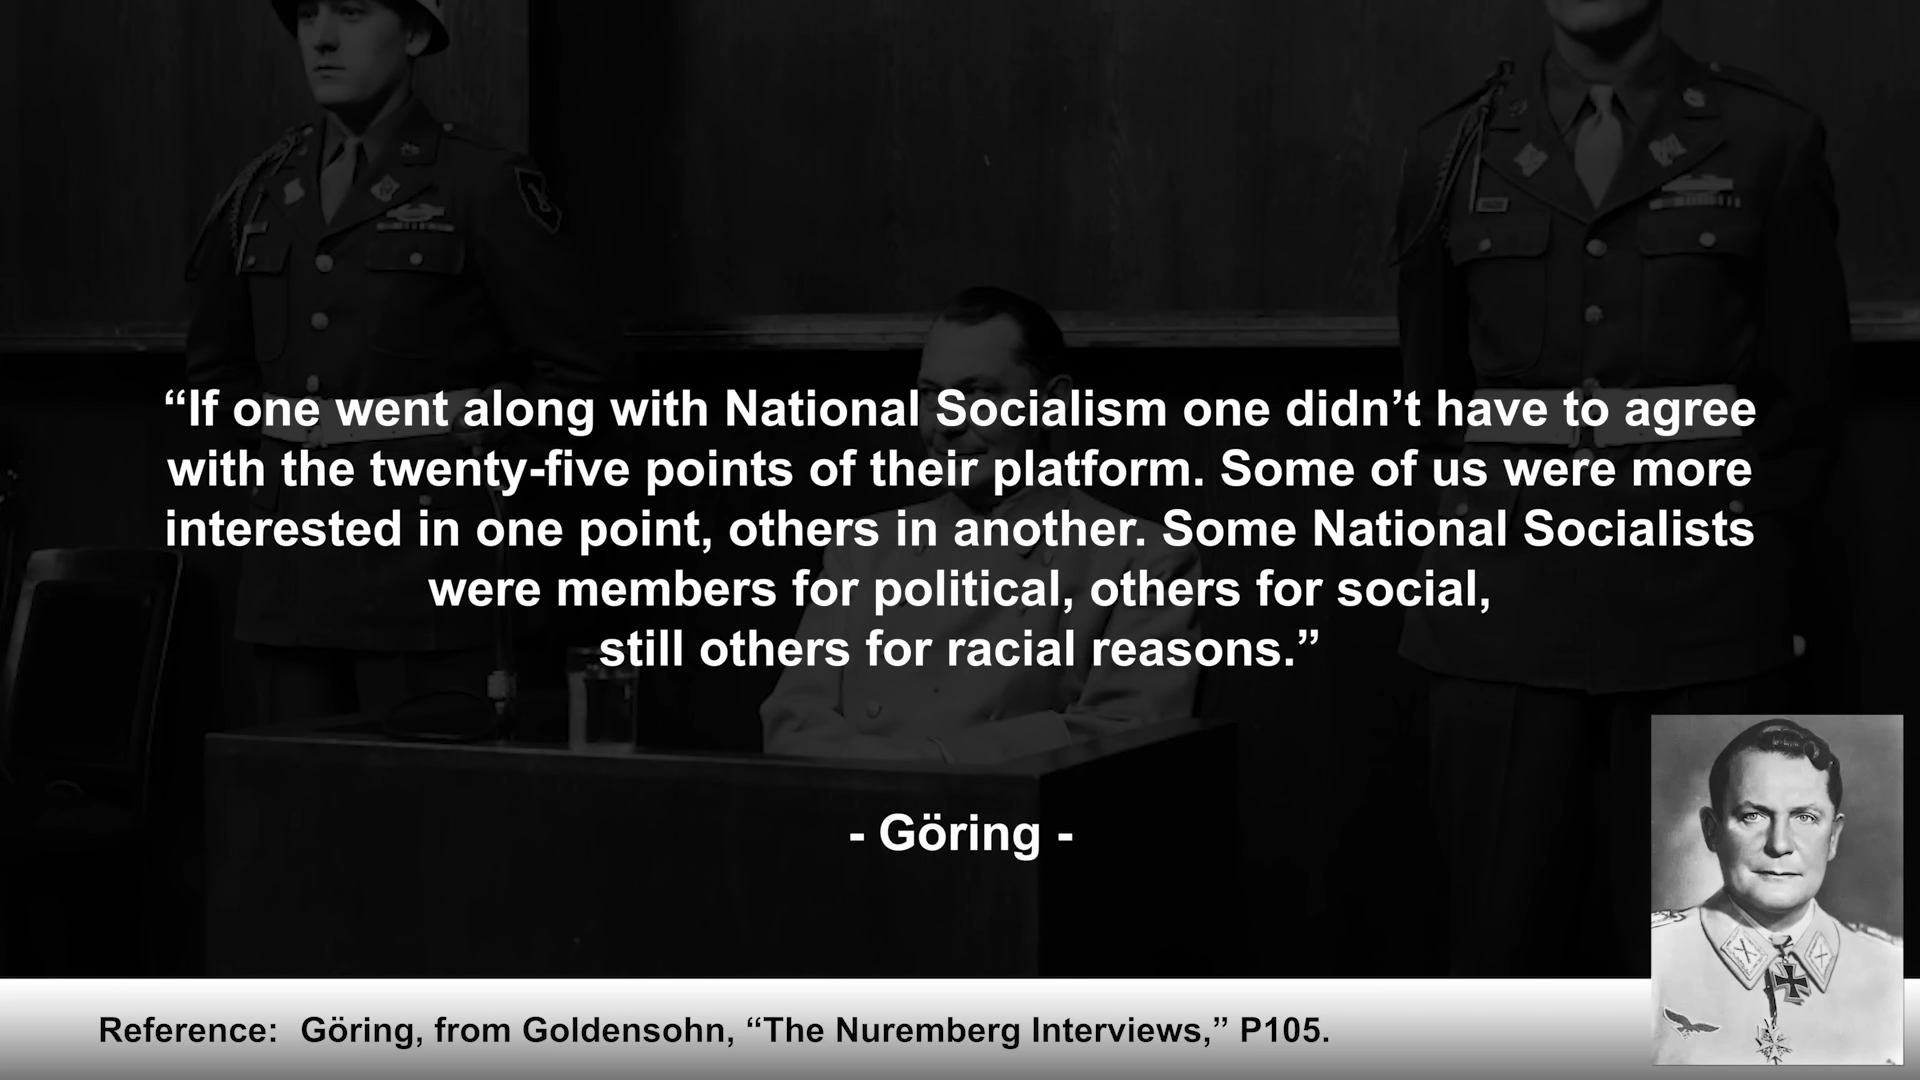 “If one went along with National Socialism one didn’t have to agree
with the twenty-five points of their platform. Some of us were more
interested in one point, others in another. Some National Socialists
were members for political, others for social,
still others for racial reasons.”
- Göring -
Reference: Göring, from Goldensohn, “The Nuremberg Interviews,” P105.